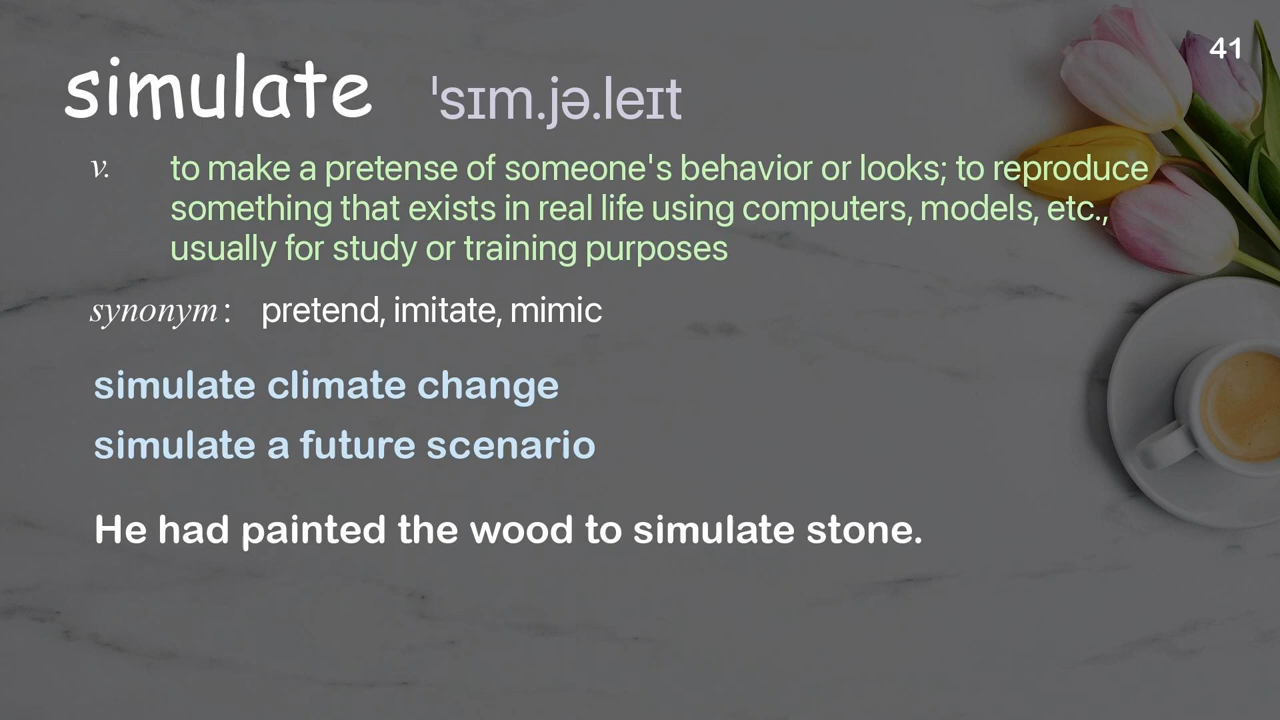 41
simulate ˈsɪm.jə.leɪt
v. to make a pretense of someone's behavior or looks; to reproduce
something that exists in real life using computers, models, etc.,
usually for study or training purposes
synonym : pretend, imitate, mimic
simulate climate change
simulate a future scenario
He had painted the wood to simulate stone.